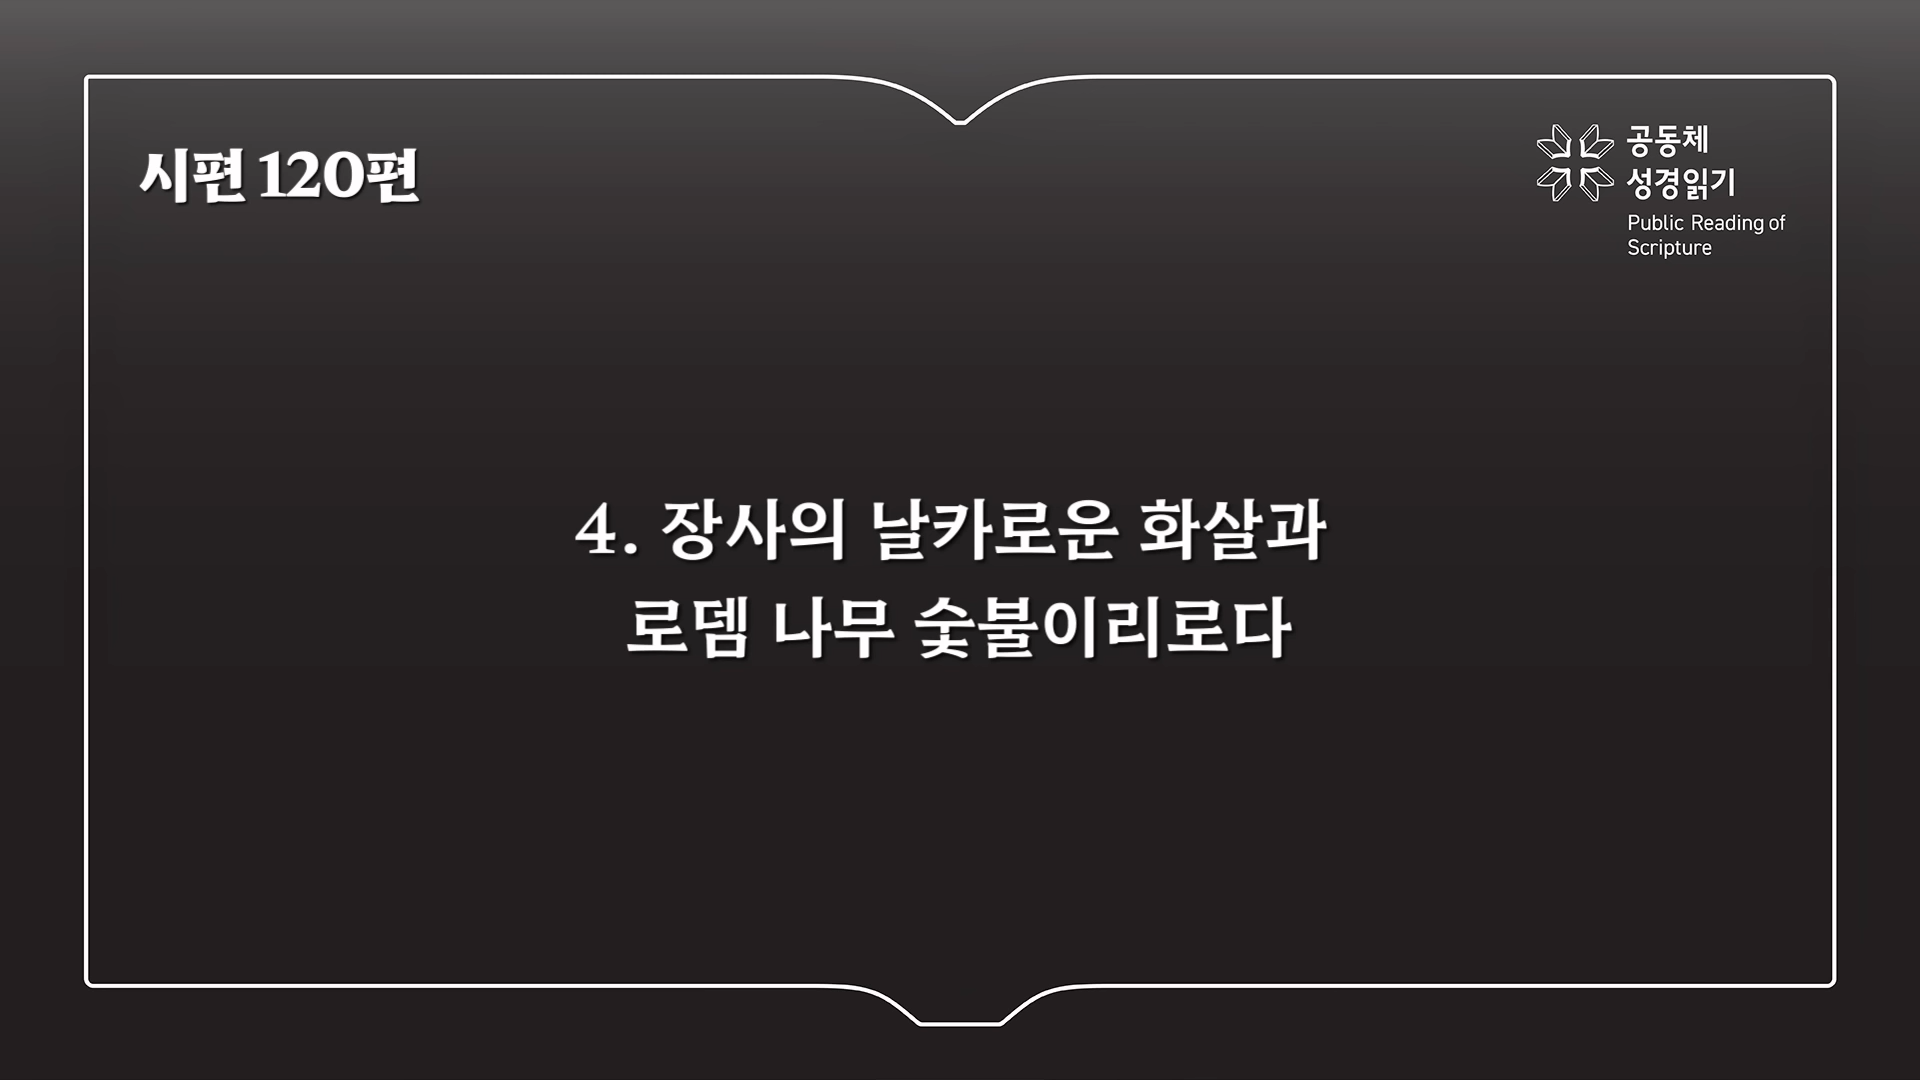 시편 120편
공동체
성경읽기
Public Reading of
Scripture
4. 장사의 날카로운 화살과
로뎀 나무 숯불이리로다